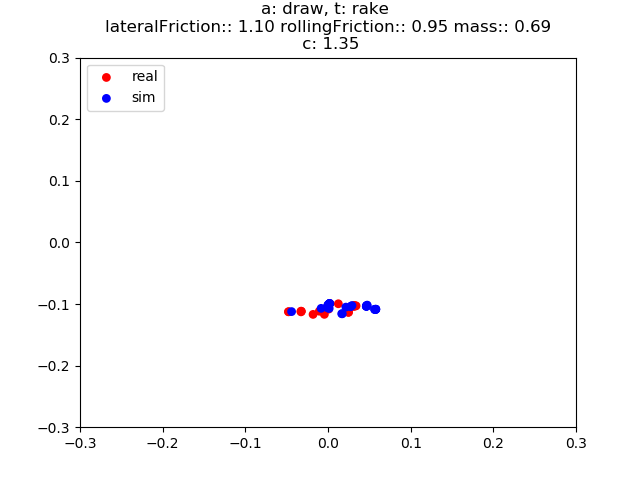 a: draw, t: rake
lateralFriction:: 1.10 rollingFriction:: 0.95 mass:: 0.69
c: 1.35
real
sim
0.3
0.2
0.1
0.0
−0.1
−0.2
−0.3
−0.3 −0.2 −0.1 0.0 0.1 0.2 0.3